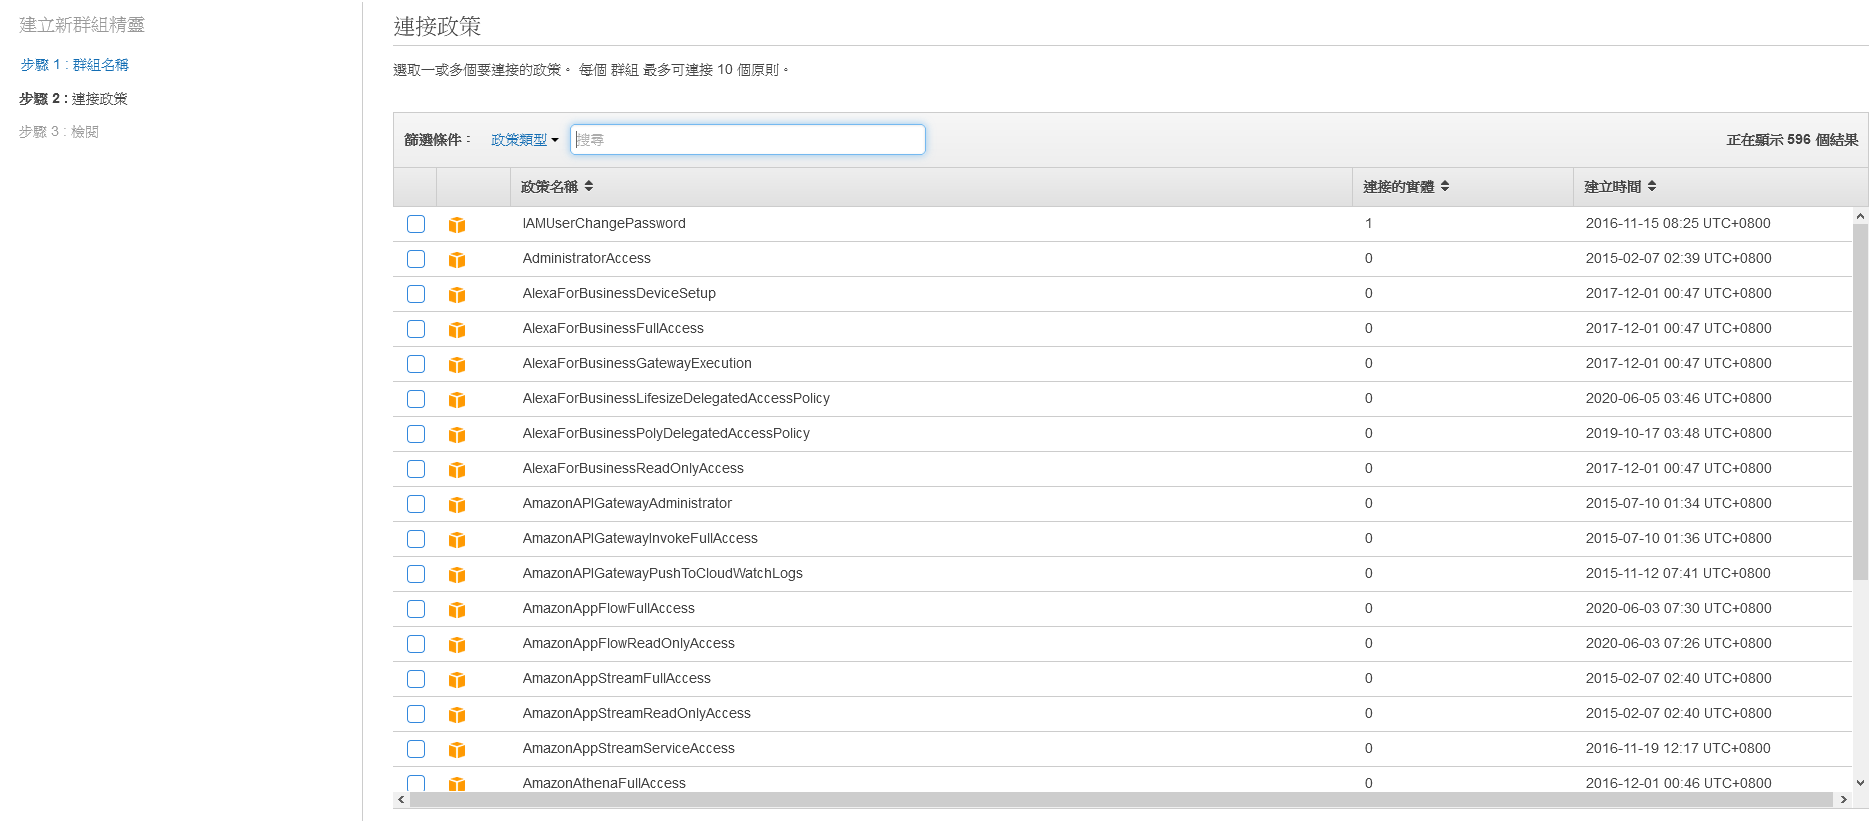 建立新群組精靈
步驟 1 : 群組名稱
步驟 2 : 連接政策
步驟 3 : 檢閱
連接政策
選取一或多個要連接的政策。 每個 群組 最多可連接 10 個原則。
篩選條件： 政策類型 搜尋 正在顯示 596 個結果
政策名稱 連接的實體 建立時間
IAMUserChangePassword 1 2016-11-15 08:25 UTC+0800
AdministratorAccess 0 2015-02-07 02:39 UTC+0800
AlexaForBusinessDeviceSetup 0 2017-12-01 00:47 UTC+0800
AlexaForBusinessFullAccess 0 2017-12-01 00:47 UTC+0800
AlexaForBusinessGatewayExecution 0 2017-12-01 00:47 UTC+0800
AlexaForBusinessLifesizeDelegatedAccessPolicy 0 2020-06-05 03:46 UTC+0800
AlexaForBusinessPolyDelegatedAccessPolicy 0 2019-10-17 03:48 UTC+0800
AlexaForBusinessReadOnlyAccess 0 2017-12-01 00:47 UTC+0800
AmazonAPIGatewayAdministrator 0 2015-07-10 01:34 UTC+0800
AmazonAPIGatewayInvokeFullAccess 0 2015-07-10 01:36 UTC+0800
AmazonAPIGatewayPushToCloudWatchLogs 0 2015-11-12 07:41 UTC+0800
AmazonAppFlowFullAccess 0 2020-06-03 07:30 UTC+0800
AmazonAppFlowReadOnlyAccess 0 2020-06-03 07:26 UTC+0800
AmazonAppStreamFullAccess 0 2015-02-07 02:40 UTC+0800
AmazonAppStreamReadOnlyAccess 0 2015-02-07 02:40 UTC+0800
AmazonAppStreamServiceAccess 0 2016-11-19 12:17 UTC+0800
AmazonAthenaFullAccess 0 2016-12-01 00:46 UTC+0800